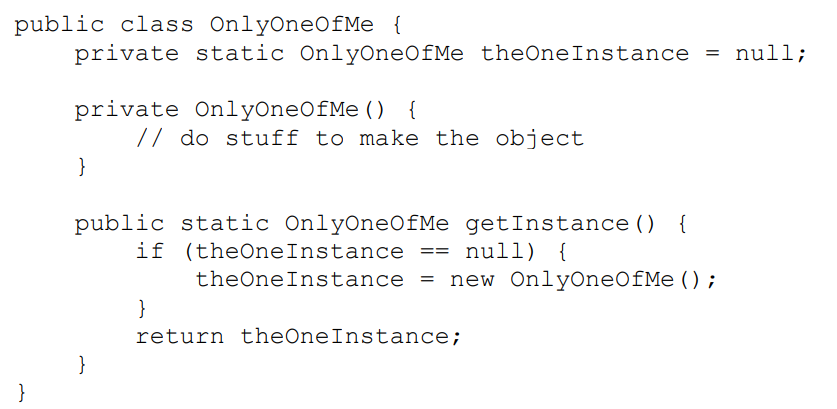 public class OnlyOneOfMe {
    private static OnlyOneOfMe theOneInstance = null;

    private OnlyOneOfMe() {
        // do stuff to make the object
    }

    public static OnlyOneOfMe getInstance() {
        if (theOneInstance == null) {
            theOneInstance = new OnlyOneOfMe();
        }
        return theOneInstance;
    }
}